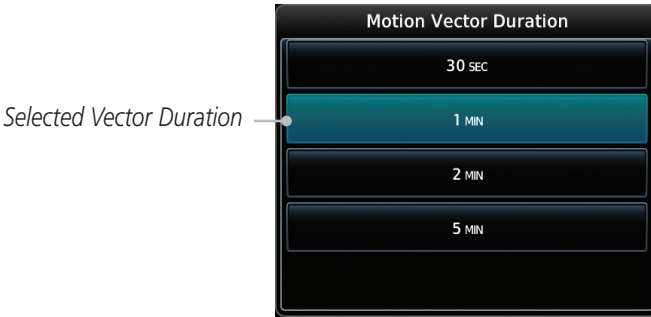 Motion Vector Duration
30 SEC
Selected Vector Duration
1 MIN
2 MIN
5 MIN